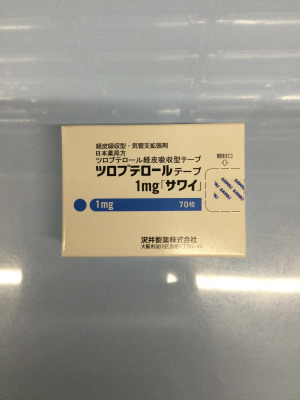 経皮吸収型・気管支拡張剤
日本薬局方
ツロブテロール経皮吸収型テープ
ツロブテロールテープ
1mg「サワイ」
開封口
1mg 70枚
沢井製薬株式会社